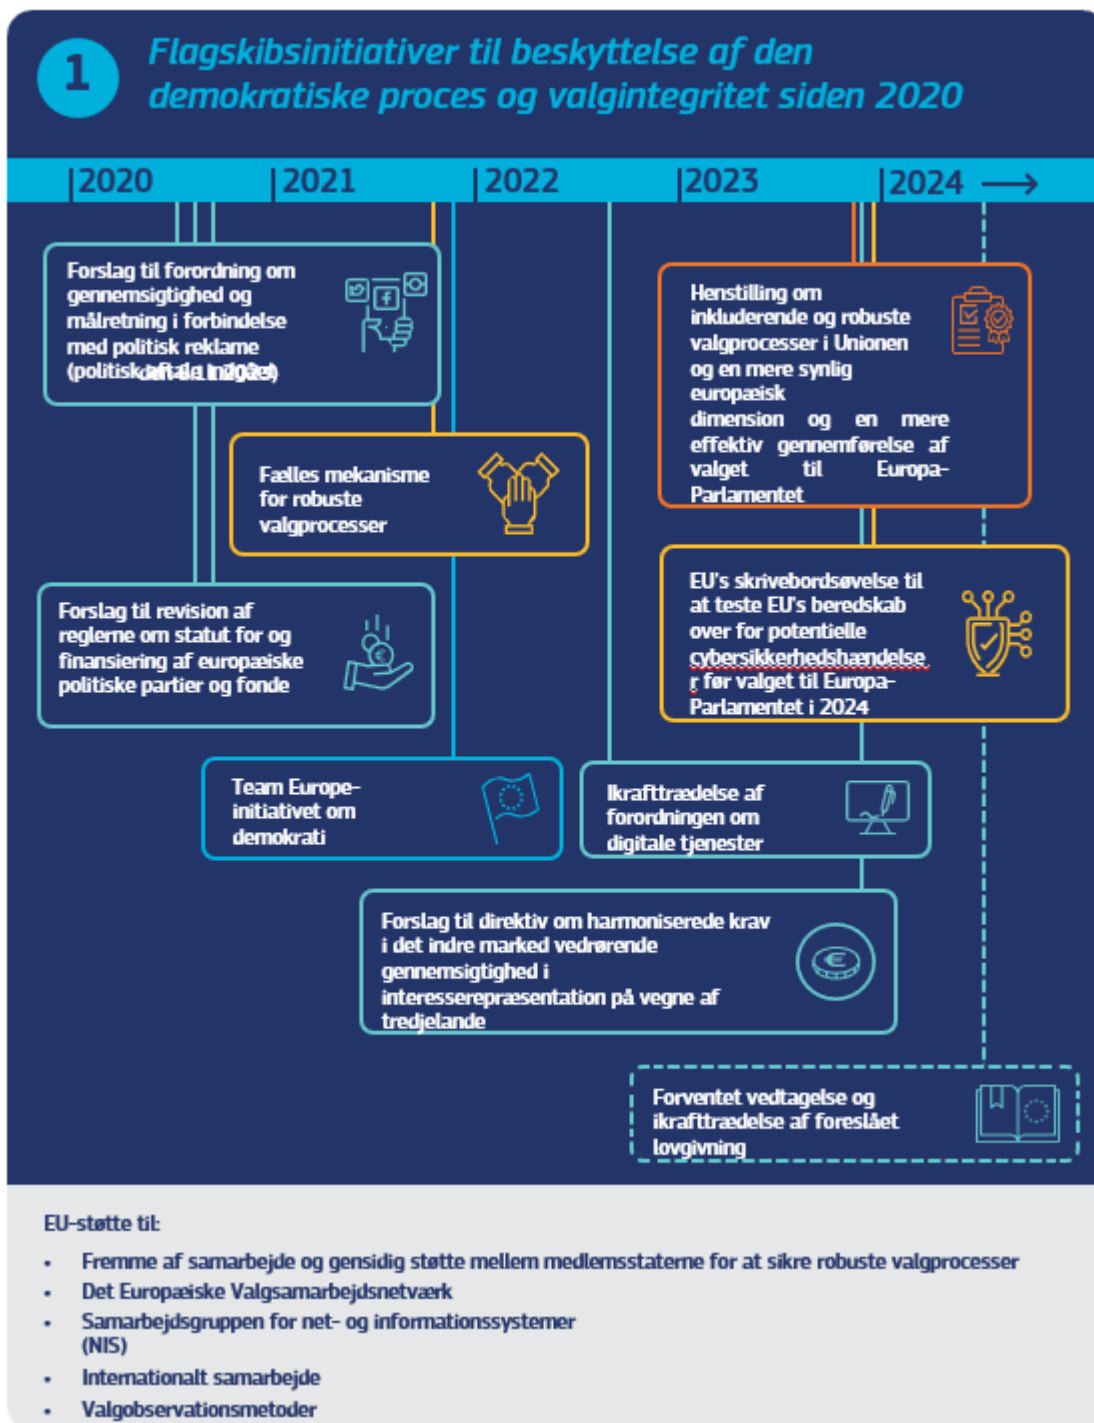 1
Flagskibsinitiativer til beskyttelse af den
demokratiske proces og valgintegritet siden 2020
2020
2021
2022
2023
2024
Forslag til forordning om
gennemsigtighed og
målretning i forbindelse
med politisk reklame
(politisk
Henstilling om
inkluderende og robuste
valgprocesser i Unionen
og en mere synlig
europæisk
dimension og en mere
effektiv gennemførelse af
valget til Europa-
Parlamentet
Fælles mekanisme
for robuste
valgprocesser
EU's skrivebordsøvelse til
at teste EU's beredskab
over for potentielle
cybersikkerhedshændelse
r før valget til Europa-
Parlamentet i 2024
Forslag til revision af
reglerne om statut for og
finansiering af europæiske
politiske partier og fonde
Team Europe-
initiativet om
demokrati
Ikrafttrædelse af
forordningen om
digitale tjenester
Forslag til direktiv om harmoniserede krav
i det indre marked vedrørende
gennemsigtighed i
interesserepræsentation på vegne af
tredjelande
Forventet vedtagelse og
ikrafttrædelse af foreslået
lovgivning
EU-støtte til:
• Fremme af samarbejde og gensidig støtte mellem medlemsstaterne for at sikre robuste valgprocesser
• Det Europæiske Valgsamarbejdsnetværk
• Samarbejdsgruppen for net- og informationssystemer
(NIS)
• Internationalt samarbejde
• Valgobservationsmetoder